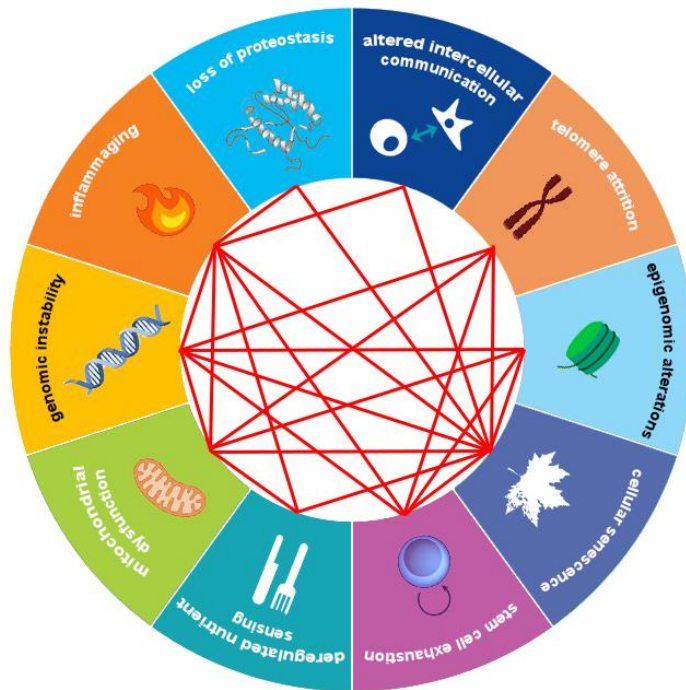 loss of proteostasis
altered intercellular
communication
telomere attrition
epigenomic alterations
cellular senescence
stem cell exhaustion
deregulated nutrient
sensing
mitochondrial
dysfunction
genomic instability
inflammaging